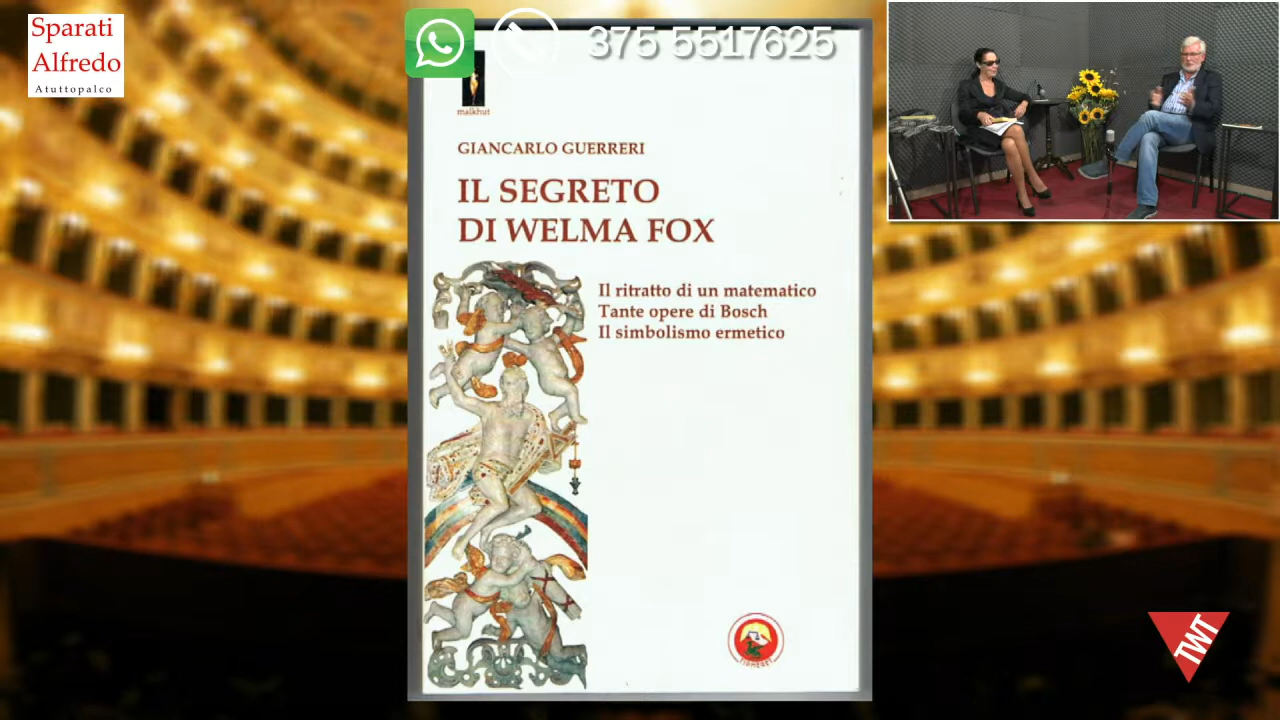 Sparati
Alfredo
Atuttopalco
375 5517625
malkhut
GIANCARLO GUERRERI
IL SEGRETO
DI WELMA FOX
Il ritratto di un matematico
Tante opere di Bosch
Il simbolismo ermetico
TIPHERET
TWT